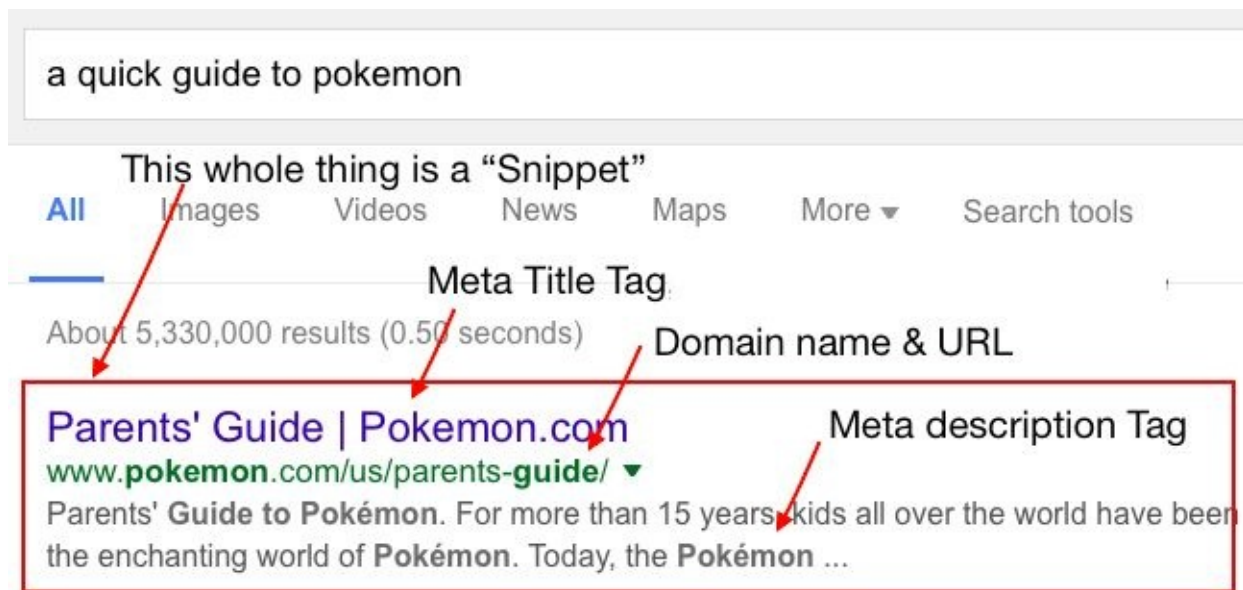 a quick guide to pokemon
This whole thing is a “Snippet”
All Images Videos News Maps More Search tools
Meta Title Tag
About 5,330,000 results (0.50 seconds)
Domain name & URL
Parents' Guide | Pokemon.com
Meta description Tag
www.pokemon.com/us/parents-guide/
Parents' Guide to Pokémon. For more than 15 years, kids all over the world have been
the enchanting world of Pokémon. Today, the Pokémon ...